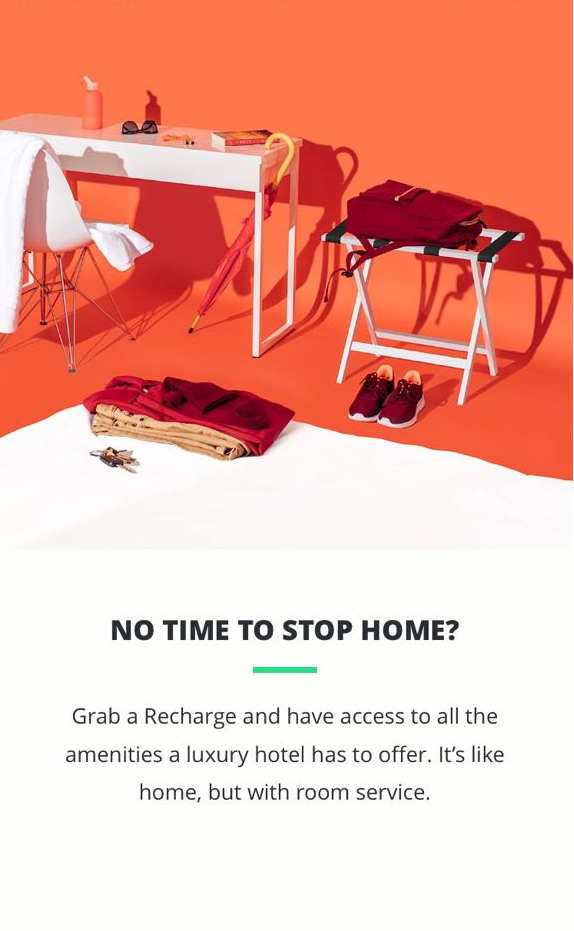 NO TIME TO STOP HOME?
Grab a Recharge and have access to all the
amenities a luxury hotel has to offer. It’s like
home, but with room service.